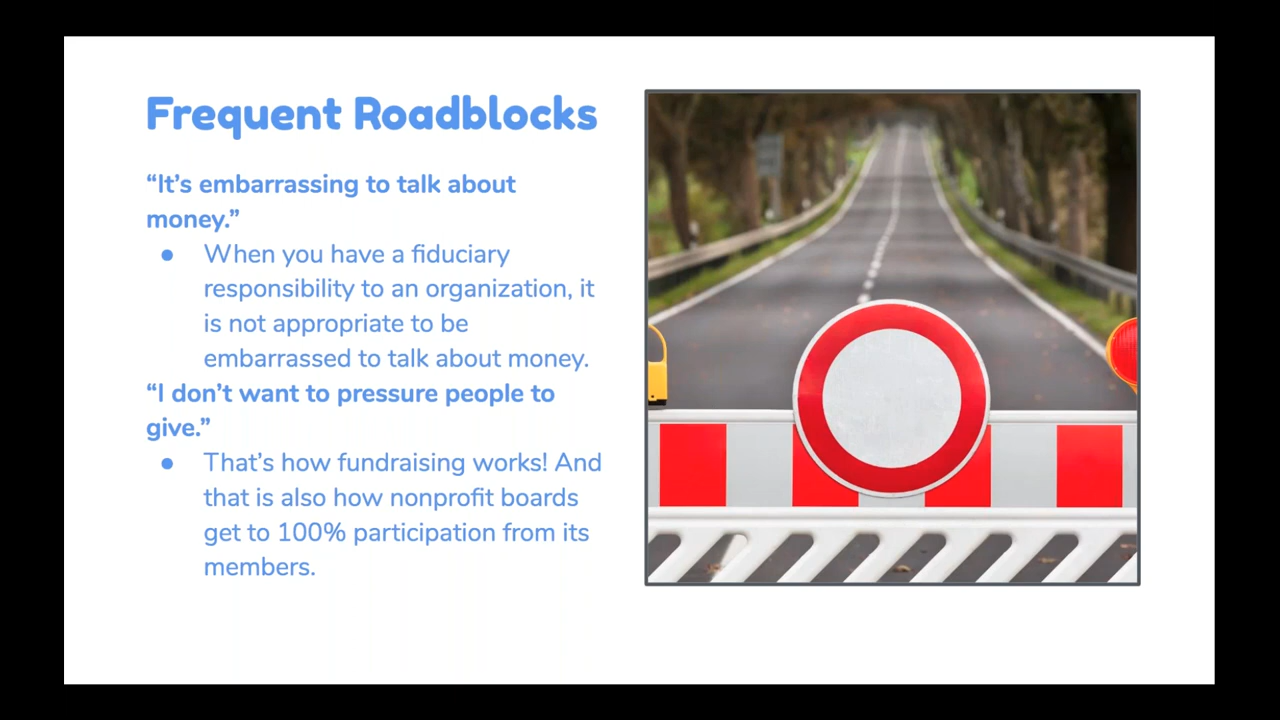 Frequent Roadblocks
“It’s embarrassing to talk about
money.”
● When you have a fiduciary
responsibility to an organization, it
is not appropriate to be
embarrassed to talk about money.
“I don’t want to pressure people to
give.”
● That’s how fundraising works! And
that is also how nonprofit boards
get to 100% participation from its
members.